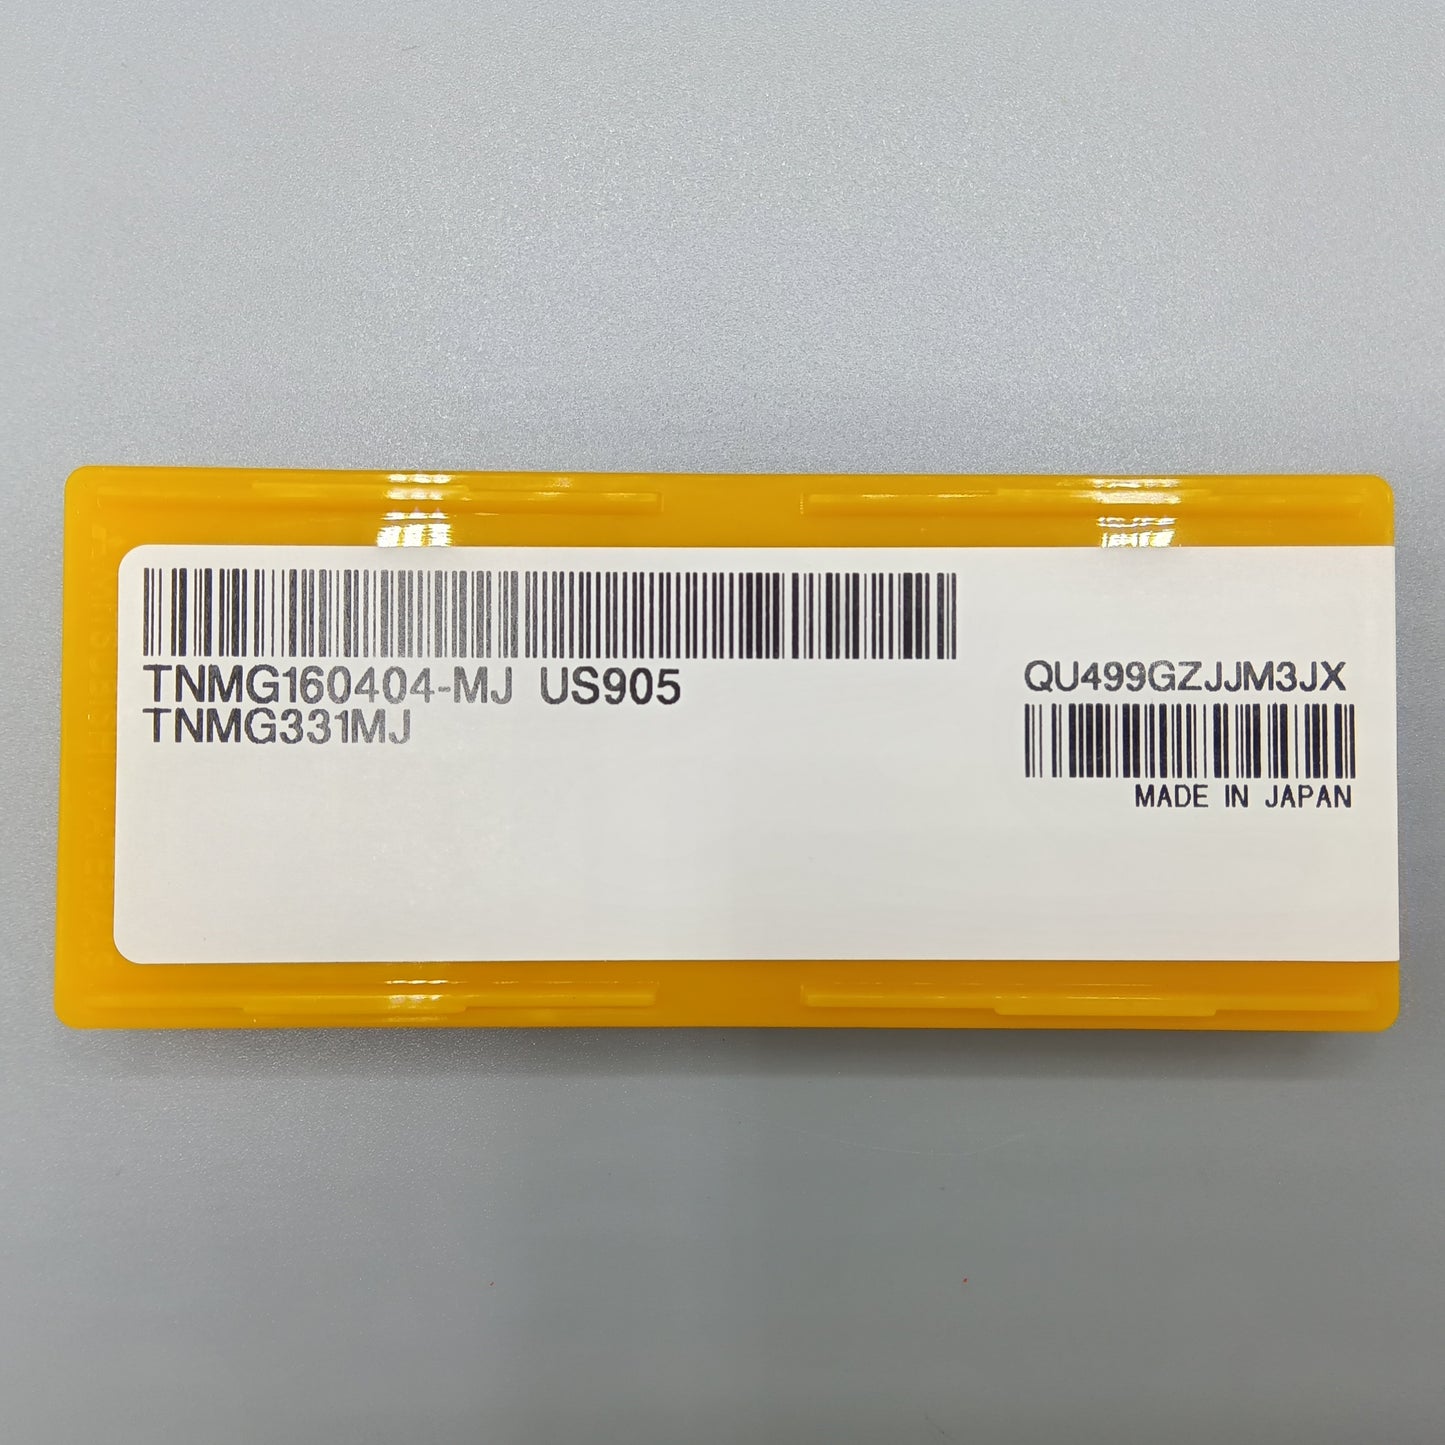 TNMG160404-MJ US905
TNMG331MJ
QU499GZJJM3JX
MADE IN JAPAN